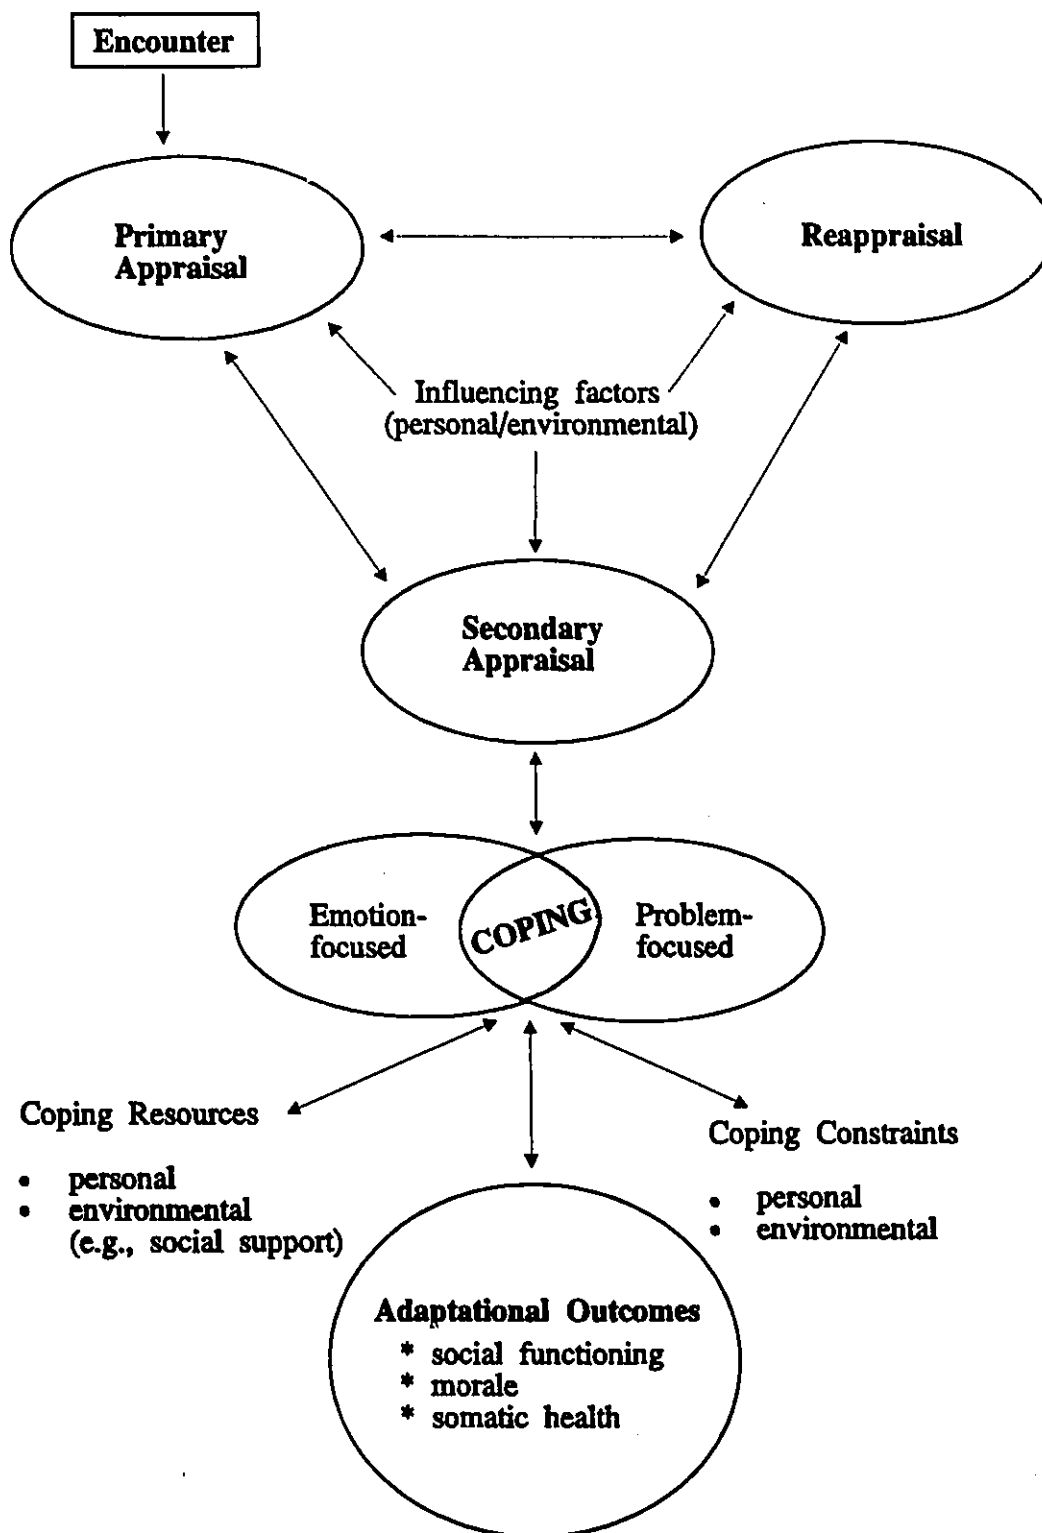 Encounter
Primary
Appraisal
Reappraisal
Influencing factors
(personal/environmental)
Secondary
Appraisal
Emotion-
focused
COPING
Problem-
focused
Coping Resources
• personal
• environmental
(e.g., social support)
Coping Constraints
• personal
• environmental
Adaptational Outcomes
* social functioning
* morale
* somatic health